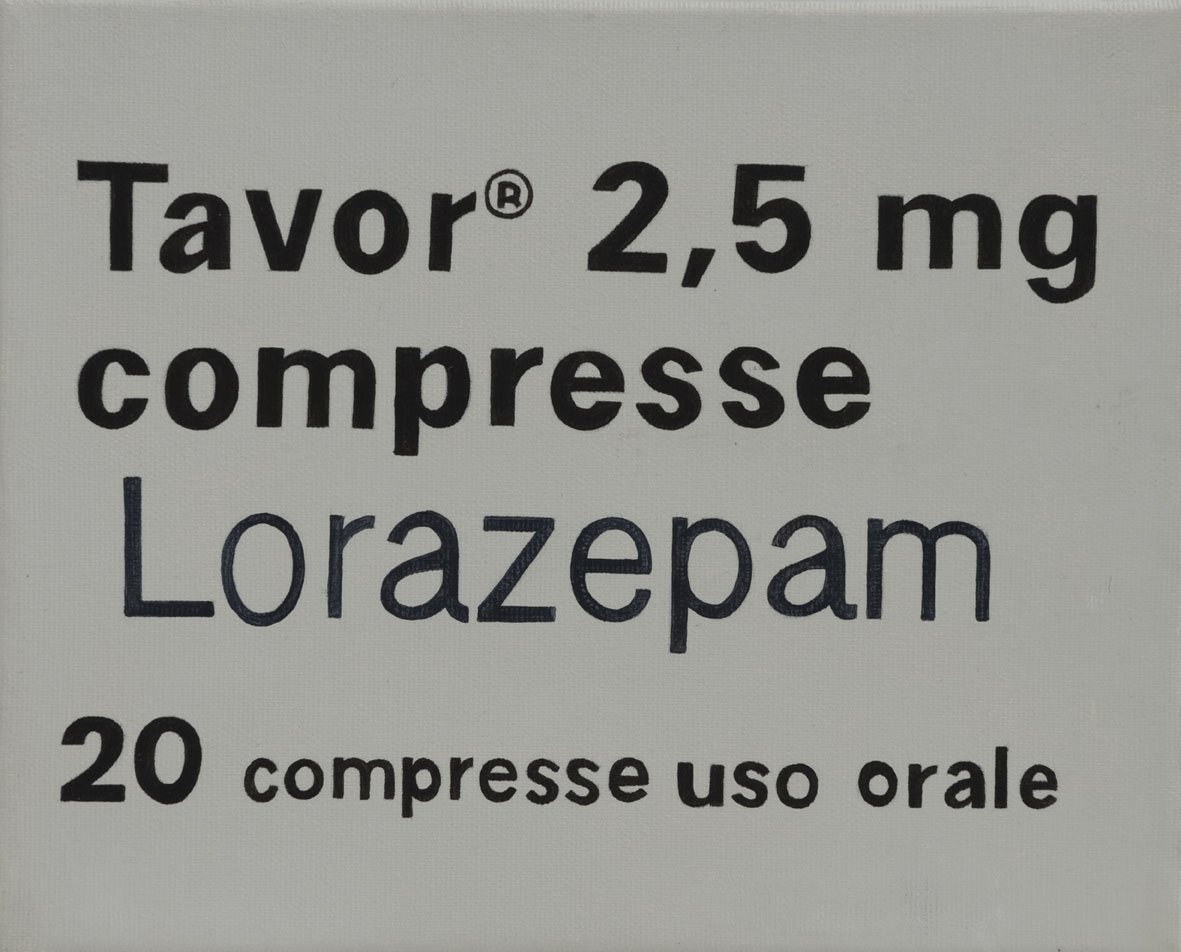 Tavor® 2,5 mg
compresse
Lorazepam
20 compresse uso orale